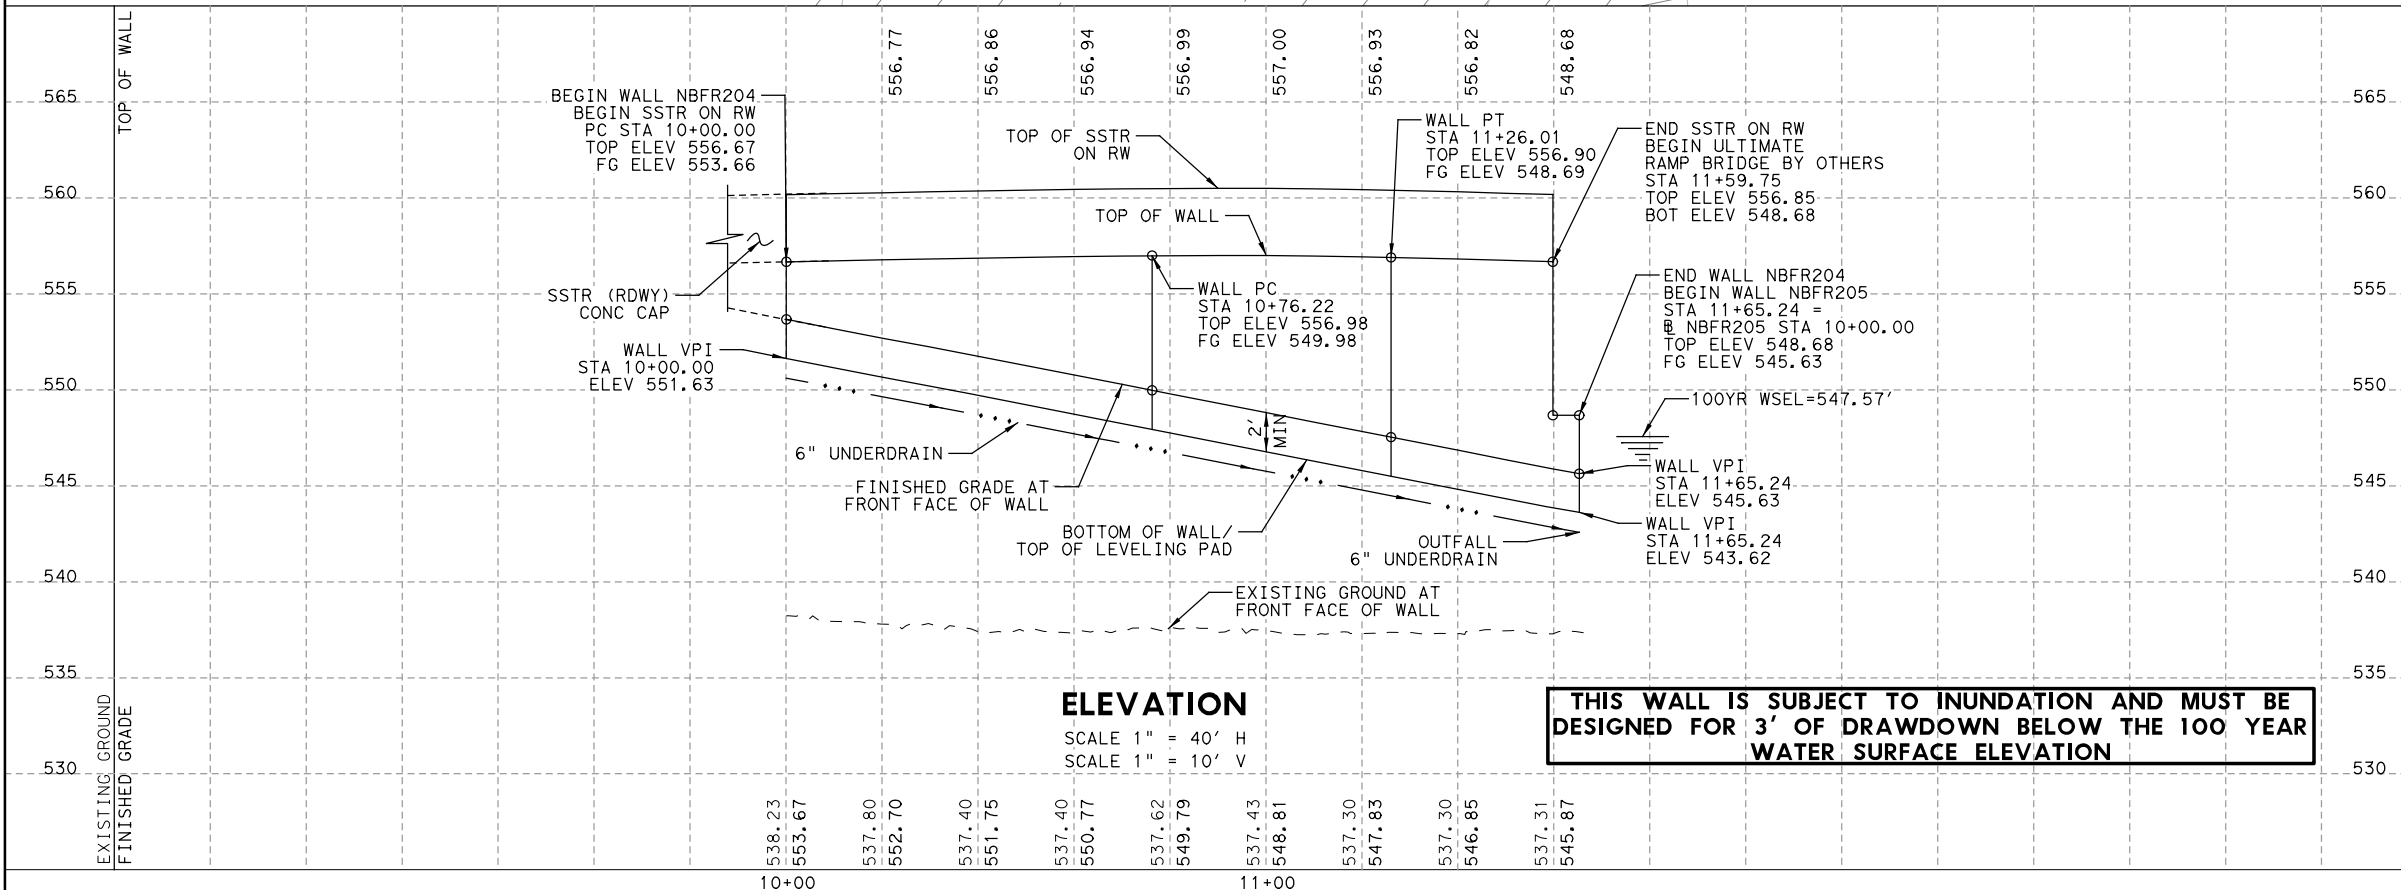 TOP OF WALL
556.77
556.86
556.94
556.99
557.00
556.93
556.82
548.68
565
560
555
550
545
540
535
530
565
560
555
550
545
540
535
530
BEGIN WALL NBFR204
BEGIN SSTR ON RW
PC STA 10+00.00
TOP ELEV 556.67
FG ELEV 553.66
TOP OF SSTR
ON RW
WALL PT
STA 11+26.01
TOP ELEV 556.90
FG ELEV 548.69
END SSTR ON RW
BEGIN ULTIMATE
RAMP BRIDGE BY OTHERS
STA 11+59.75
TOP ELEV 556.85
BOT ELEV 548.68
TOP OF WALL
SSTR (RDWY)
CONC CAP
WALL PC
STA 10+76.22
TOP ELEV 556.98
FG ELEV 549.98
END WALL NBFR204
BEGIN WALL NBFR205
STA 11+65.24 =
℄ NBFR205 STA 10+00.00
TOP ELEV 548.68
FG ELEV 545.63
WALL VPI
STA 10+00.00
ELEV 551.63
100YR WSEL=547.57'
2'
MIN
6" UNDERDRAIN
WALL VPI
STA 11+65.24
ELEV 545.63
FINISHED GRADE AT
FRONT FACE OF WALL
WALL VPI
STA 11+65.24
ELEV 543.62
BOTTOM OF WALL/
TOP OF LEVELING PAD
OUTFALL
6" UNDERDRAIN
EXISTING GROUND AT
FRONT FACE OF WALL
ELEVATION
SCALE 1" = 40' H
SCALE 1" = 10' V
THIS WALL IS SUBJECT TO INUNDATION AND MUST BE
DESIGNED FOR 3' OF DRAWDOWN BELOW THE 100 YEAR
WATER SURFACE ELEVATION
EXISTING GROUND
FINISHED GRADE
538.23
553.67
537.80
552.70
537.40
551.75
537.40
550.77
537.62
549.79
537.43
548.81
537.30
547.83
537.30
546.85
537.31
545.87
10+00
11+00